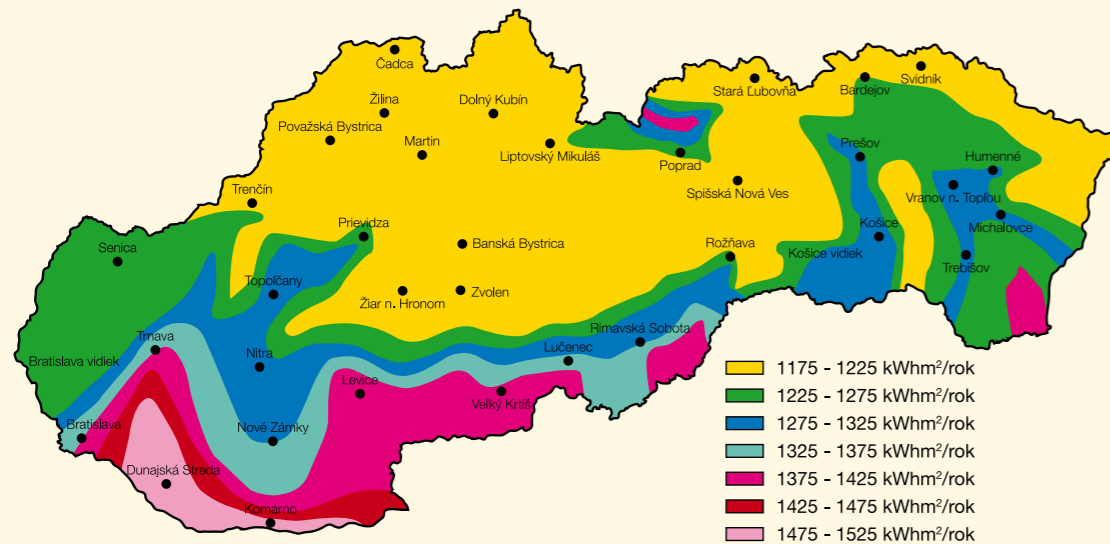 Čadca
Svidník
Stará Ľubovňa
Bardejov
Žilina
Dolný Kubín
Považská Bystrica
Martin
Liptovský Mikuláš
Prešov
Poprad
Humenné
Spišská Nová Ves
Vranov n. Topľou
Trenčín
Michalovce
Prievidza
Senica
Banská Bystrica
Rožňava
Košice
Košice vidiek
Trebišov
Topoľčany
Žiar n. Hronom
Zvolen
Rimavská Sobota
Trnava
Lučenec
Bratislava vidiek
Nitra
Levice
Veľký Krtíš
Bratislava
Nové Zámky
Dunajská Streda
Komárno
1175 - 1225 kWhm²/rok
1225 - 1275 kWhm²/rok
1275 - 1325 kWhm²/rok
1325 - 1375 kWhm²/rok
1375 - 1425 kWhm²/rok
1425 - 1475 kWhm²/rok
1475 - 1525 kWhm²/rok